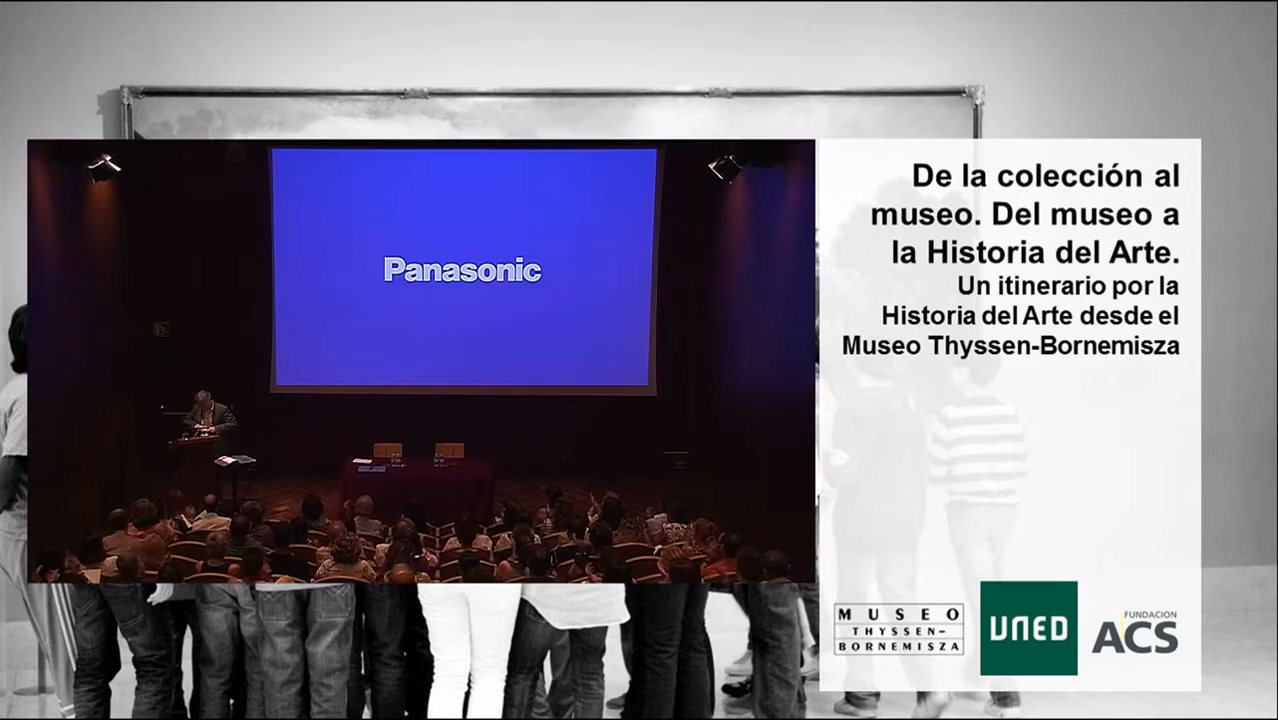 Panasonic
De la colección al
museo. Del museo a
la Historia del Arte.
Un itinerario por la
Historia del Arte desde el
Museo Thyssen-Bornemisza
MUSEO
THYSSEN-
BORNEMISZA
UNED
FUNDACION
ACS